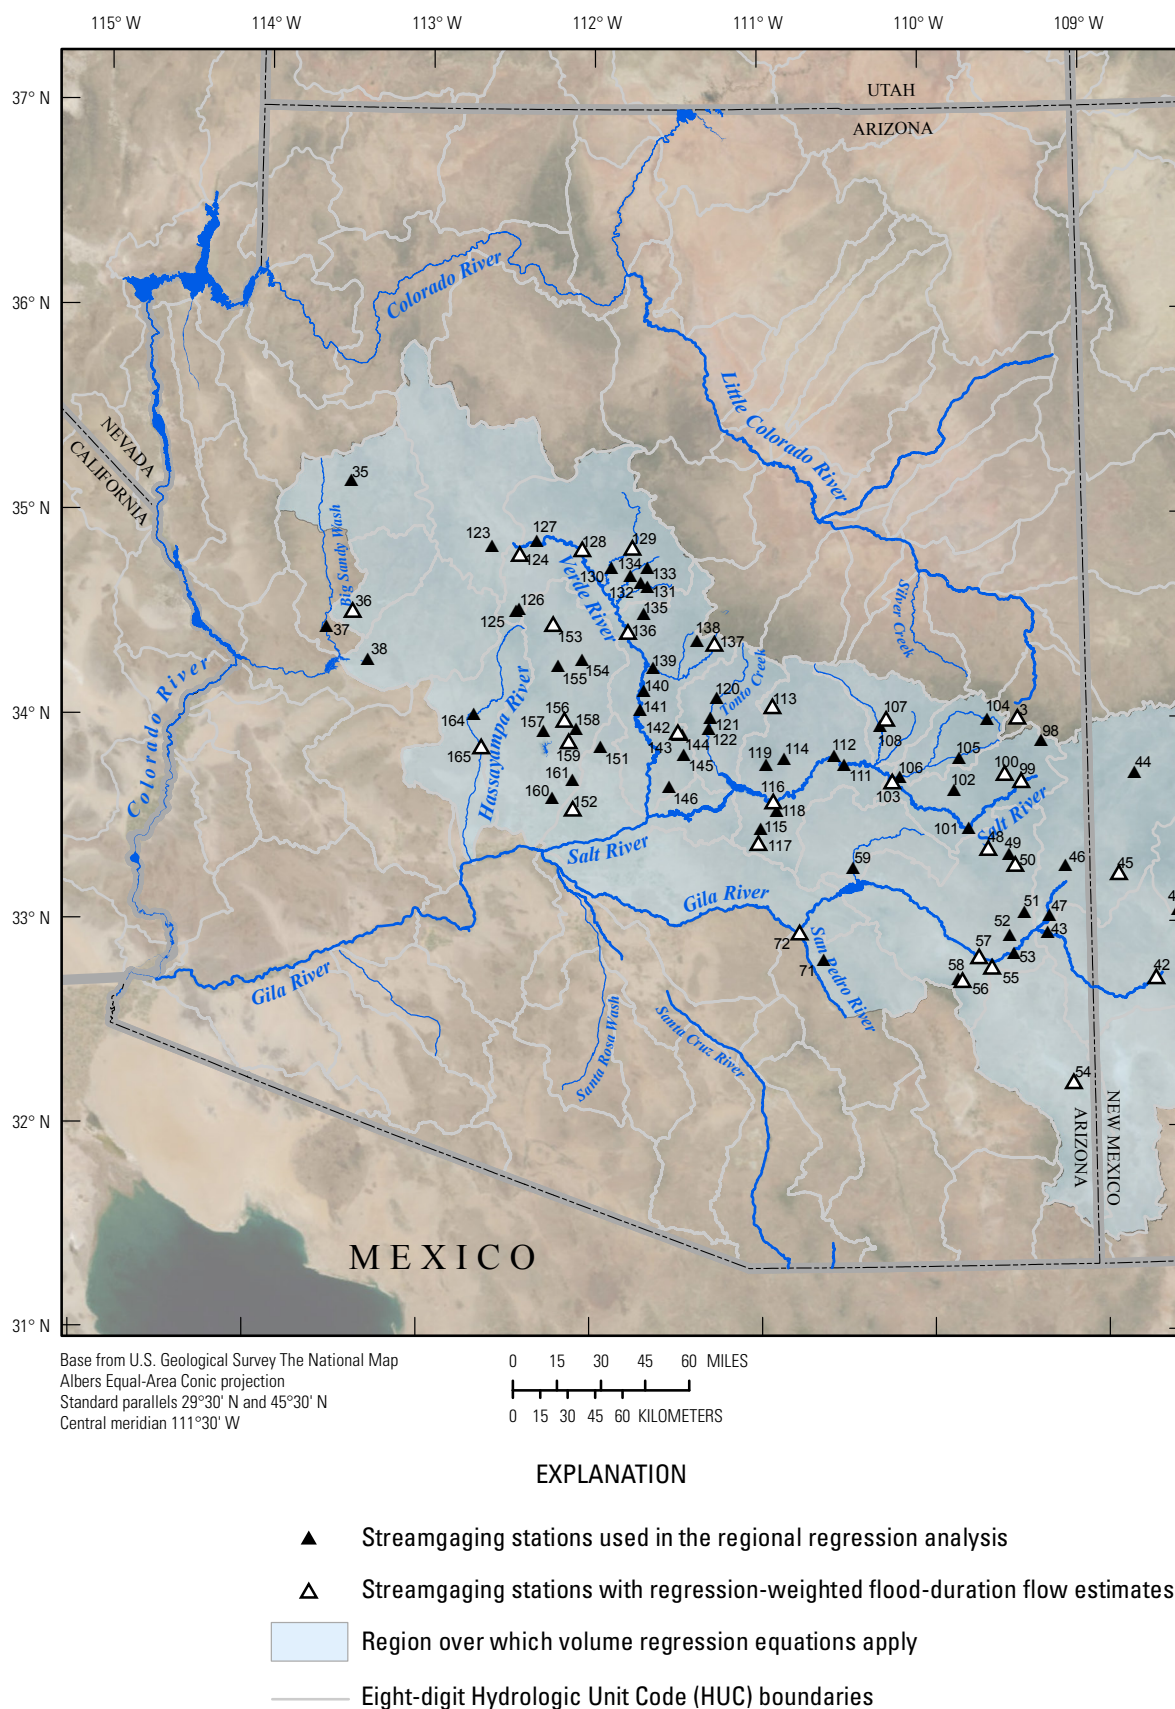 115° W
114° W
113° W
112° W
111° W
110° W
109° W
37° N
UTAH
ARIZONA
36° N
Colorado River
Little Colorado River
NEVADA
CALIFORNIA
35
35° N
Big Sandy Wash
123
127
128
129
124
134
133
130
132
131
Verde River
36
126
125
153
135
136
138
137
Silver Creek
37
38
154
155
139
Colorado River
Hassayampa River
Tonto Creek
140
120
113
34° N
164
156
157
158
141
121
107
104
3
165
159
142
144
122
108
98
143
151
145
119
114
112
105
100
99
44
161
111
106
102
160
152
146
116
103
118
101
Salt River
115
117
48
49
Salt River
59
50
46
45
Gila River
33° N
51
47
52
43
72
57
San Pedro River
71
53
58
55
56
42
Gila River
Santa Rosa Wash
Santa Cruz River
54
32° N
ARIZONA
NEW MEXICO
MEXICO
31° N
Base from U.S. Geological Survey The National Map
Albers Equal-Area Conic projection
Standard parallels 29°30' N and 45°30' N
Central meridian 111°30' W
0 15 30 45 60 MILES
0 15 30 45 60 KILOMETERS
EXPLANATION
Streamgaging stations used in the regional regression analysis
Streamgaging stations with regression-weighted flood-duration flow estimates
Region over which volume regression equations apply
Eight-digit Hydrologic Unit Code (HUC) boundaries